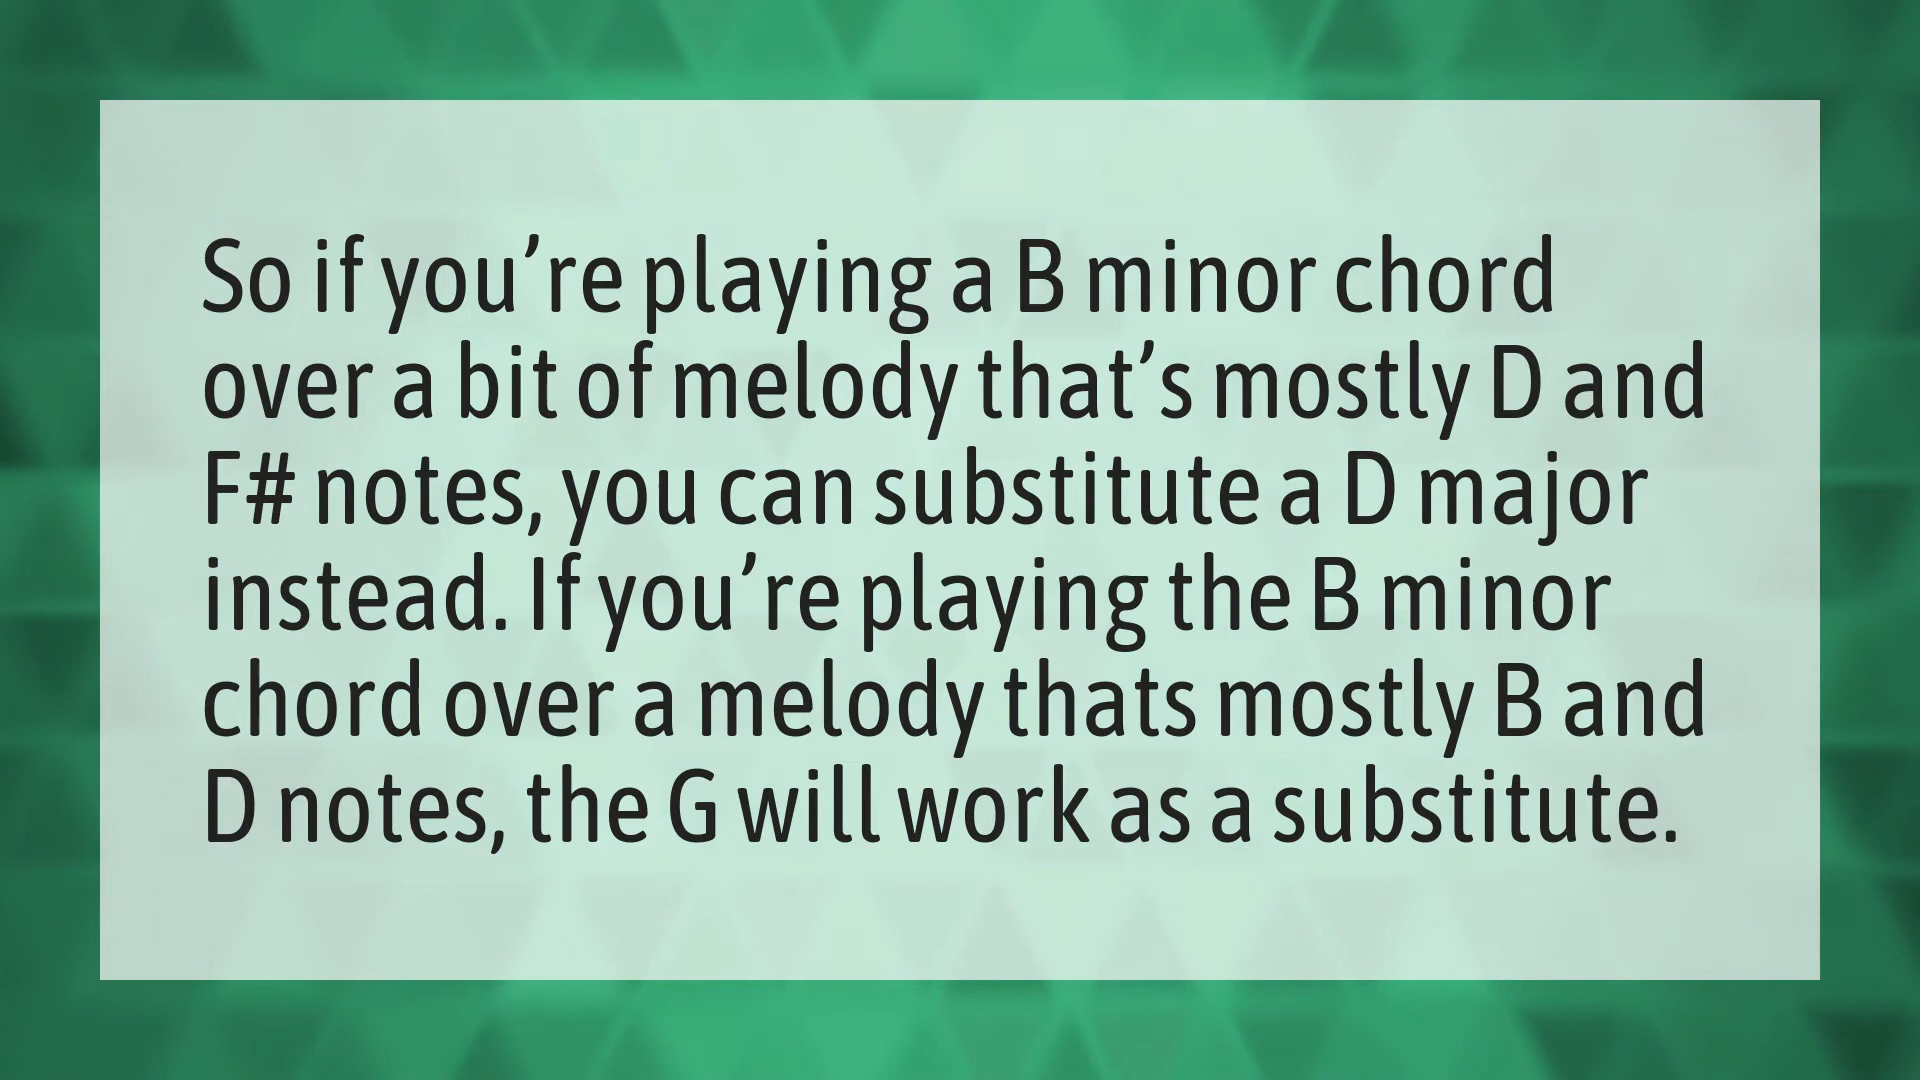 So if you’re playing a B minor chord
over a bit of melody that’s mostly D and
F# notes, you can substitute a D major
instead. If you’re playing the B minor
chord over a melody thats mostly B and
D notes, the G will work as a substitute.